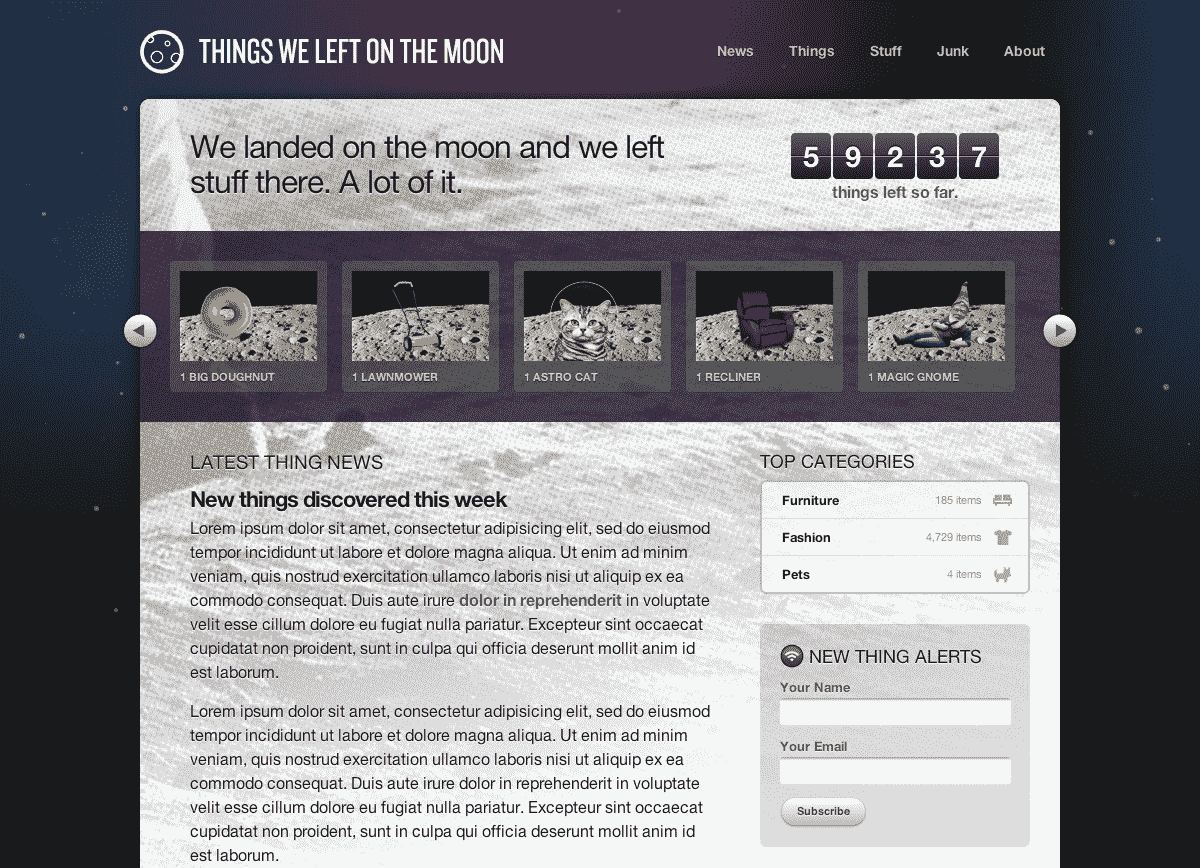 THINGS WE LEFT ON THE MOON
News Things Stuff Junk About
We landed on the moon and we left
stuff there. A lot of it.
5 9 2 3 7
things left so far.
1 BIG DOUGHNUT
1 LAWNMOWER
1 ASTRO CAT
1 RECLINER
1 MAGIC GNOME
LATEST THING NEWS
New things discovered this week
Lorem ipsum dolor sit amet, consectetur adipisicing elit, sed do eiusmod
tempor incididunt ut labore et dolore magna aliqua. Ut enim ad minim
veniam, quis nostrud exercitation ullamco laboris nisi ut aliquip ex ea
commodo consequat. Duis aute irure dolor in reprehenderit in voluptate
velit esse cillum dolore eu fugiat nulla pariatur. Excepteur sint occaecat
cupidatat non proident, sunt in culpa qui officia deserunt mollit anim id
est laborum.
Lorem ipsum dolor sit amet, consectetur adipisicing elit, sed do eiusmod
tempor incididunt ut labore et dolore magna aliqua. Ut enim ad minim
veniam, quis nostrud exercitation ullamco laboris nisi ut aliquip ex ea
commodo consequat. Duis aute irure dolor in reprehenderit in voluptate
velit esse cillum dolore eu fugiat nulla pariatur. Excepteur sint occaecat
cupidatat non proident, sunt in culpa qui officia deserunt mollit anim id
est laborum.
TOP CATEGORIES
Furniture 185 items
Fashion 4,729 items
Pets 4 items
NEW THING ALERTS
Your Name
Your Email
Subscribe